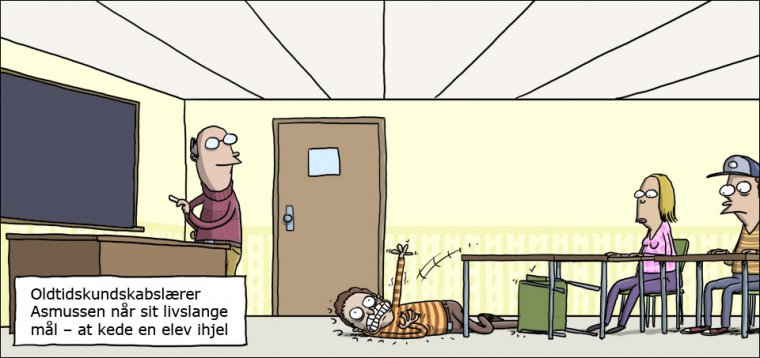 Oldtidskundskabslærer
Asmussen når sit livslange
mål – at kede en elev ihjel